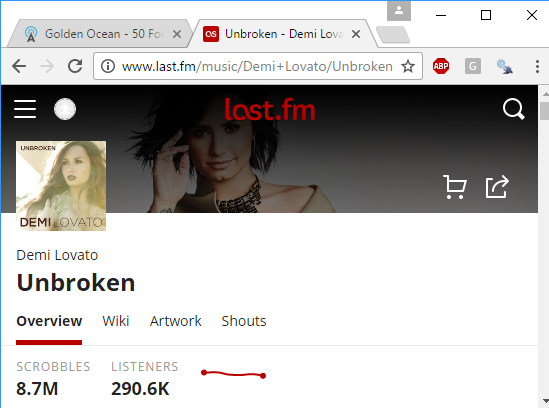 Golden Ocean - 50 Fo
Unbroken - Demi Lova
www.last.fm/music/Demi+Lovato/Unbroken
ABP
G
last.fm
UNBROKEN
DEMI LOVATO
Demi Lovato
Unbroken
Overview Wiki Artwork Shouts
SCROBBLES LISTENERS
8.7M 290.6K